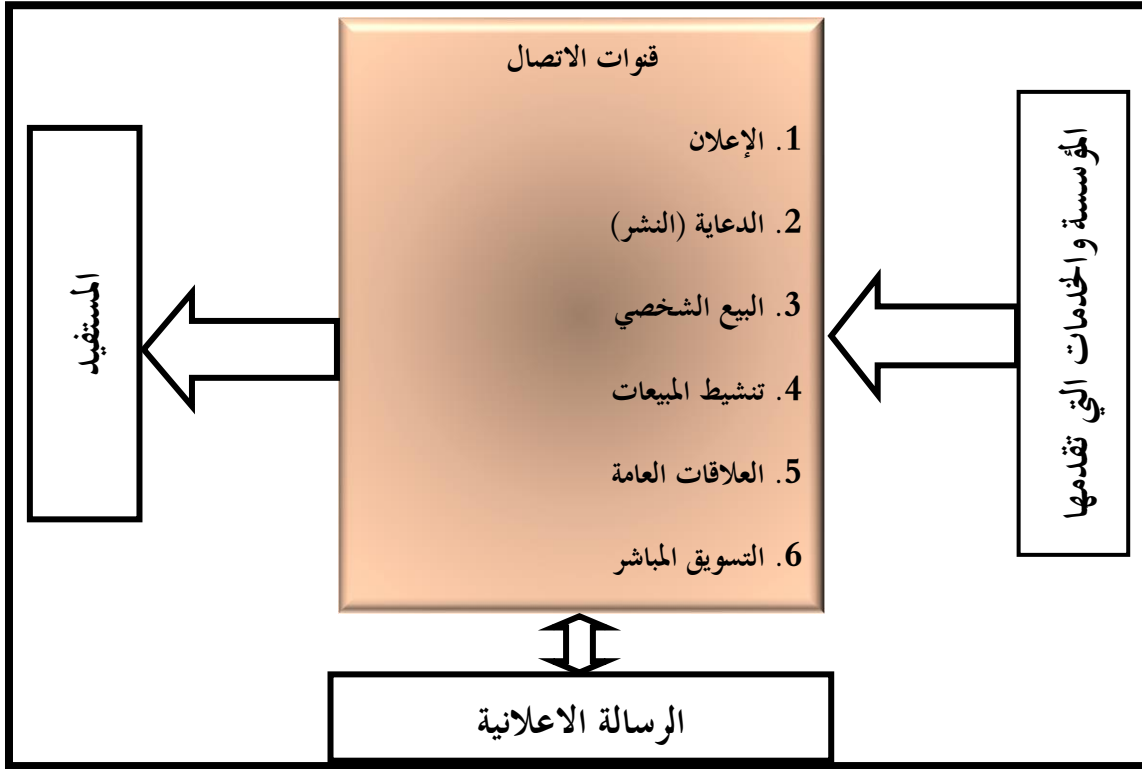 قنوات الاتصال
1. الإعلان
2. الدعاية (النشر)
3. البيع الشخصي
4. تنشيط المبيعات
5. العلاقات العامة
6. التسويق المباشر
المؤسسة والخدمات التي تقدمها
المستفيد
الرسالة الاعلانية